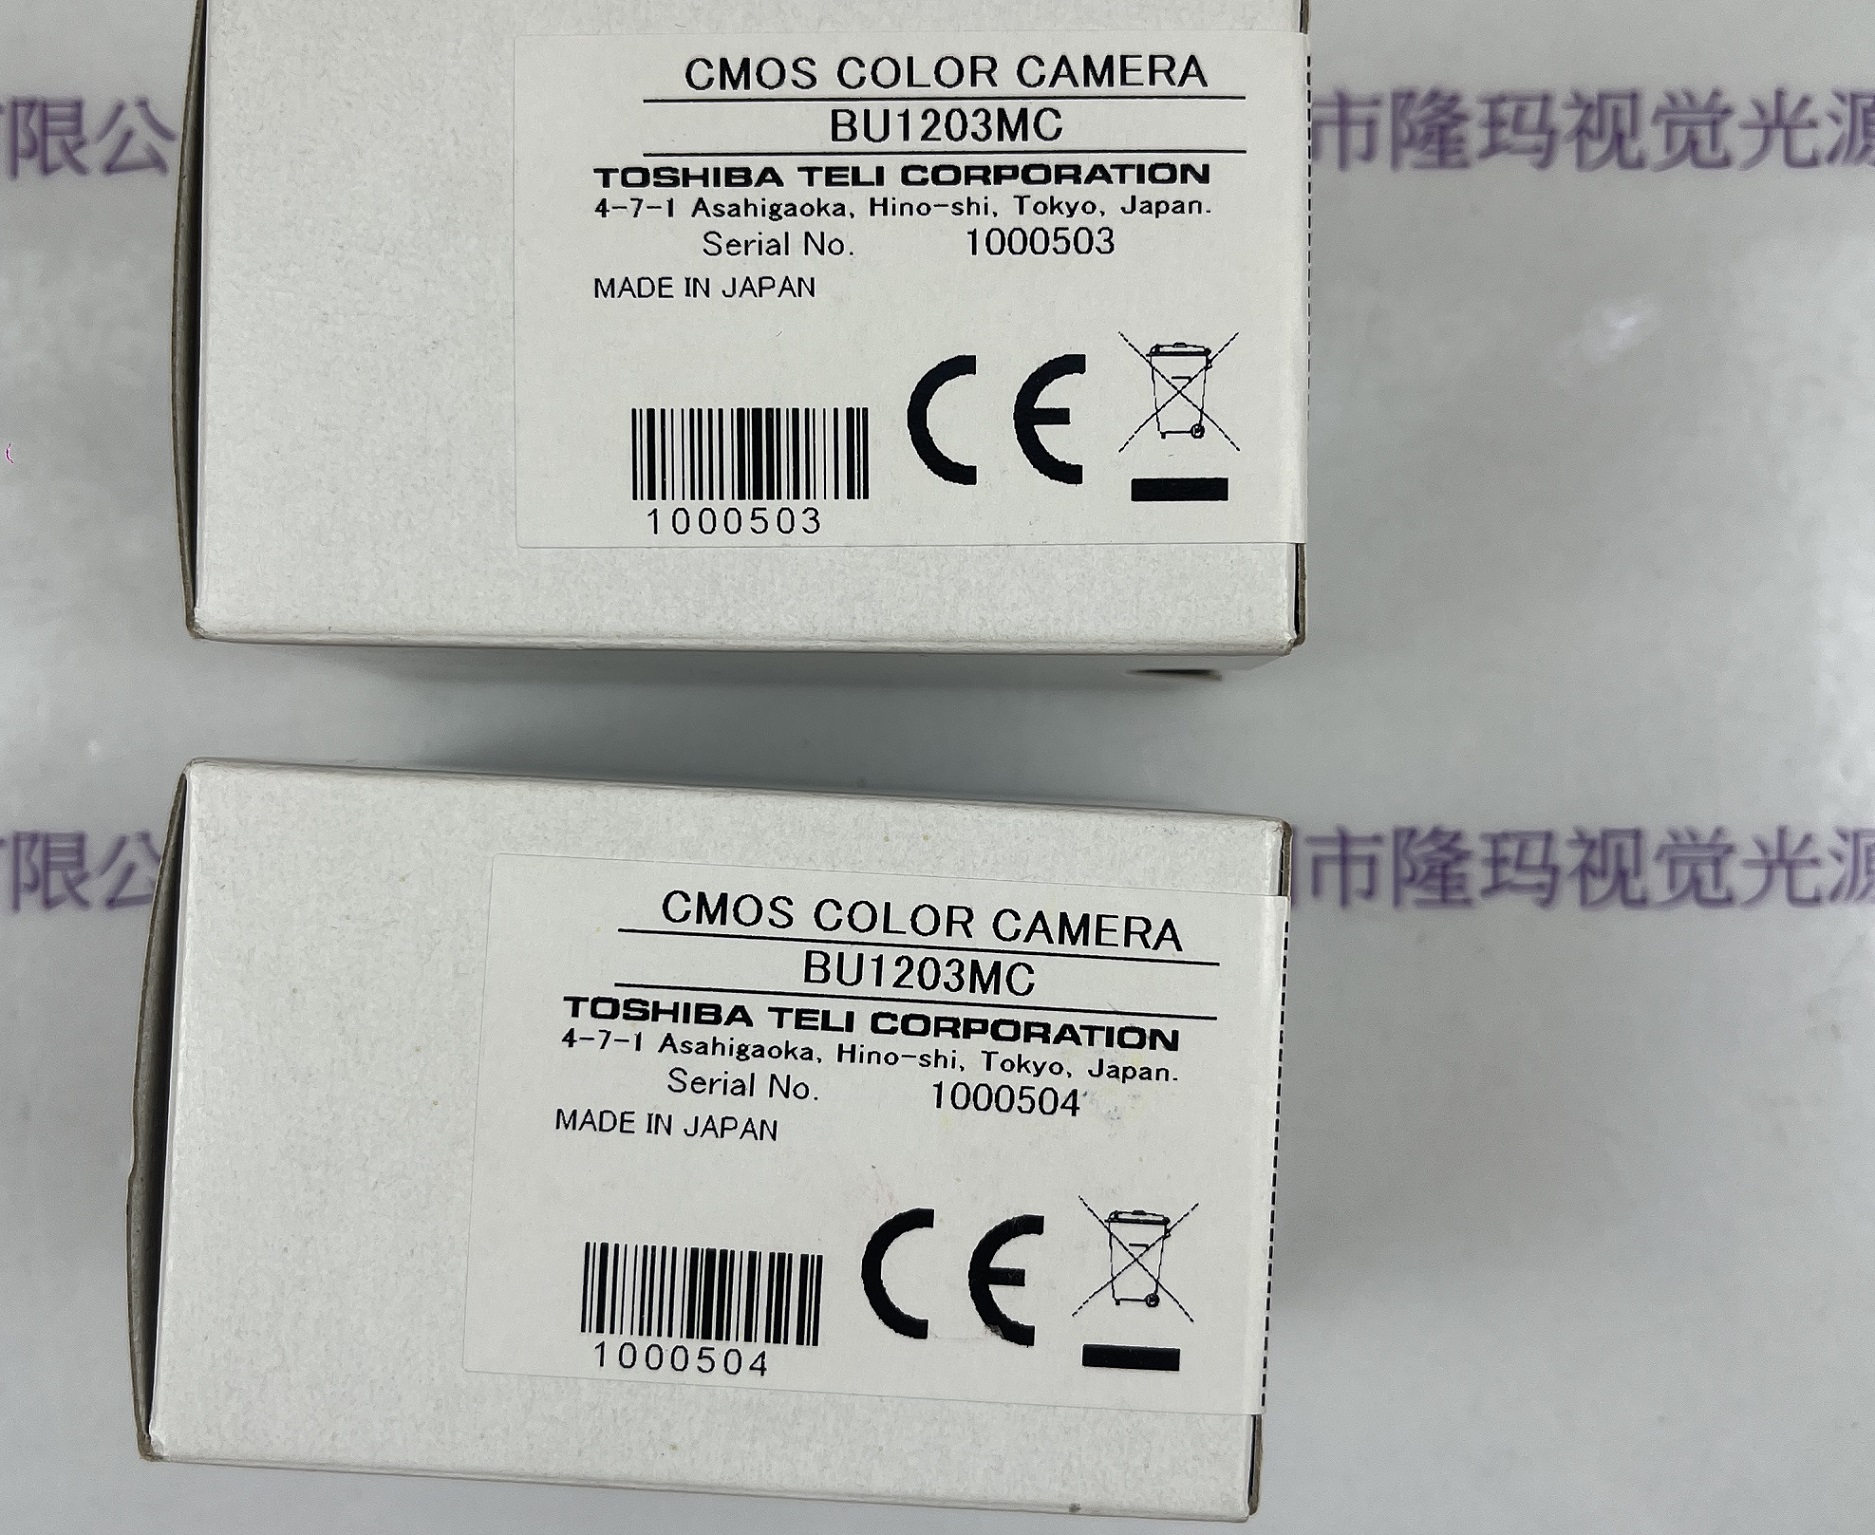 CMOS COLOR CAMERA
BU1203MC
TOSHIBA TELI CORPORATION
4-7-1 Asahigaoka, Hino-shi, Tokyo, Japan.
Serial No. 1000503
MADE IN JAPAN
CE
1000503
限公
市隆玛视觉光源
CMOS COLOR CAMERA
BU1203MC
TOSHIBA TELI CORPORATION
4-7-1 Asahigaoka, Hino-shi, Tokyo, Japan.
Serial No. 1000504
MADE IN JAPAN
CE
1000504
限公
市隆玛视觉光源